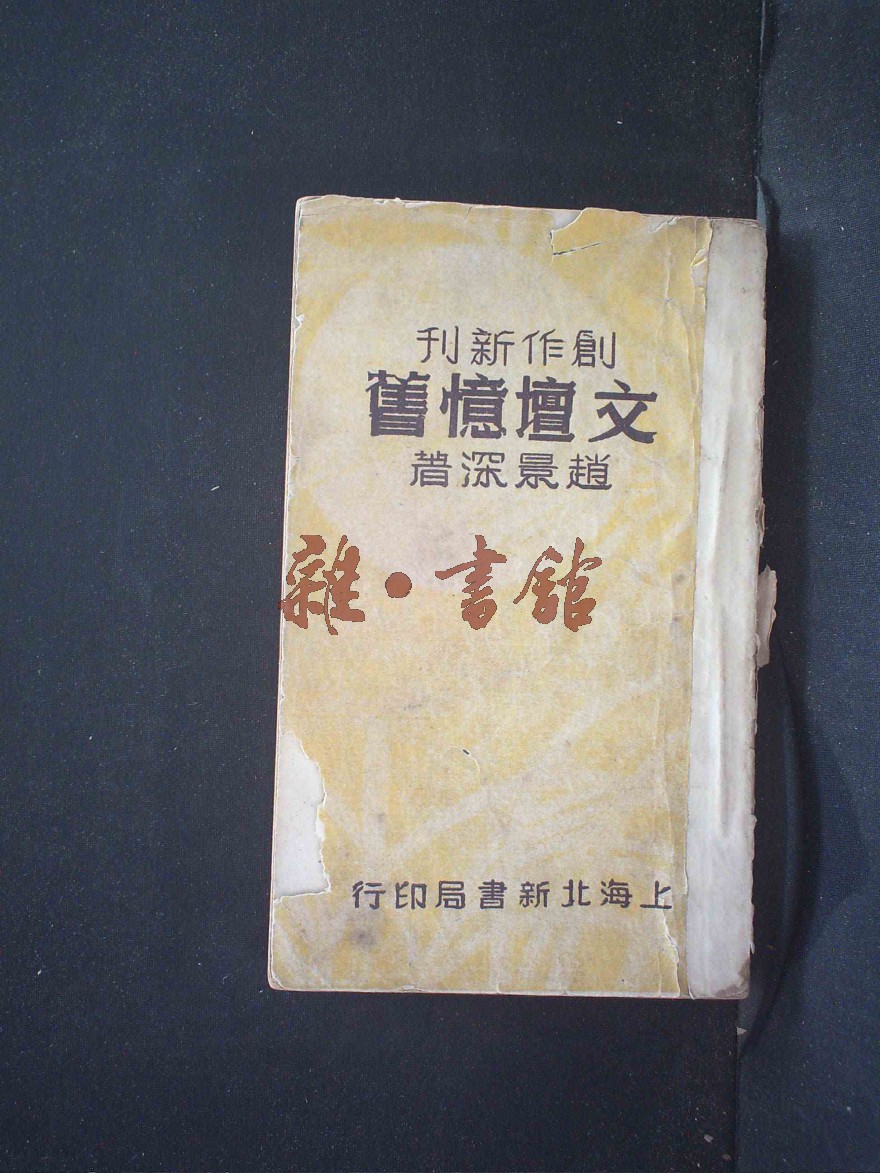 創作新刊
文壇憶舊
趙景深著
雜·書館
上海北新書局印行